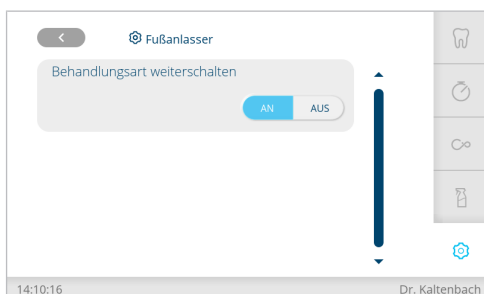 Fußanlasser
Behandlungsart weiterschalten
AN AUS
14:10:16 Dr. Kaltenbach